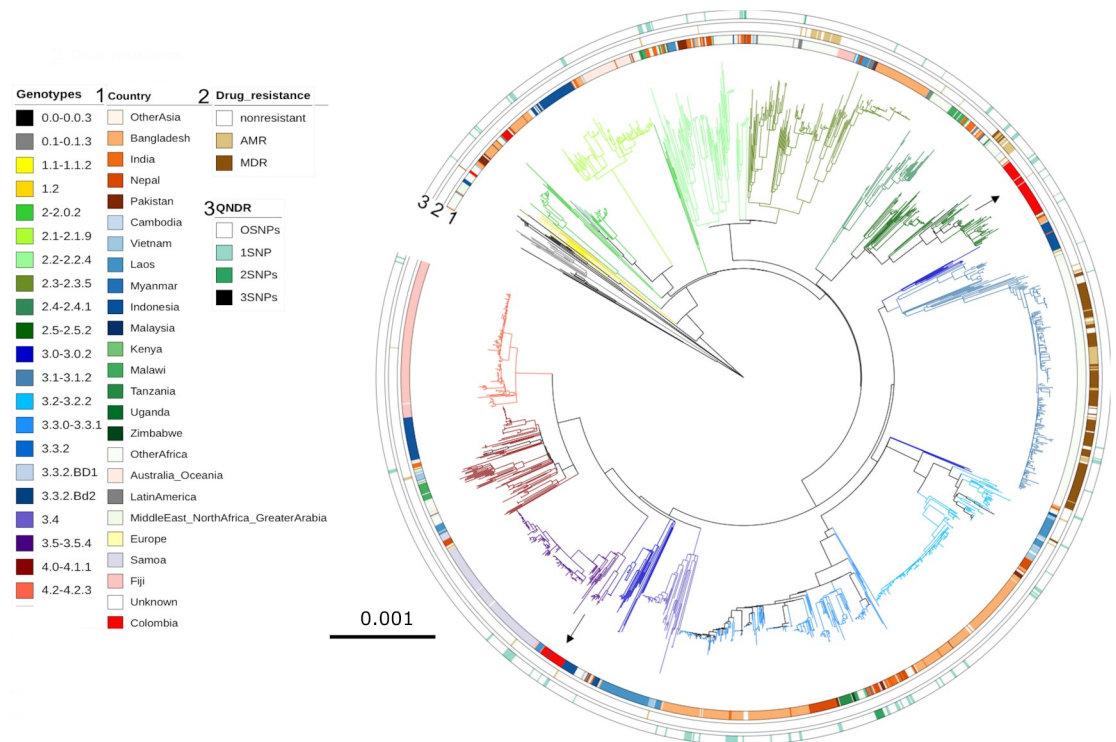 Genotypes
0.0-0.0.3
0.1-0.1.3
1.1-1.1.2
1.2
2-2.0.2
2.1-2.1.9
2.2-2.2.4
2.3-2.3.5
2.4-2.4.1
2.5-2.5.2
3.0-3.0.2
3.1-3.1.2
3.2-3.2.2
3.3.0-3.3.1
3.3.2
3.3.2.BD1
3.3.2.Bd2
3.4
3.5-3.5.4
4.0-4.1.1
4.2-4.2.3
1 Country
OtherAsia
Bangladesh
India
Nepal
Pakistan
Cambodia
Vietnam
Laos
Myanmar
Indonesia
Malaysia
Kenya
Malawi
Tanzania
Uganda
Zimbabwe
OtherAfrica
Australia_Oceania
LatinAmerica
MiddleEast_NorthAfrica_GreaterArabia
Europe
Samoa
Fiji
Unknown
Colombia
2 Drug_resistance
nonresistant
AMR
MDR
3 QNDR
OSNPs
1SNP
2SNPs
3SNPs
3 2 1
0.001